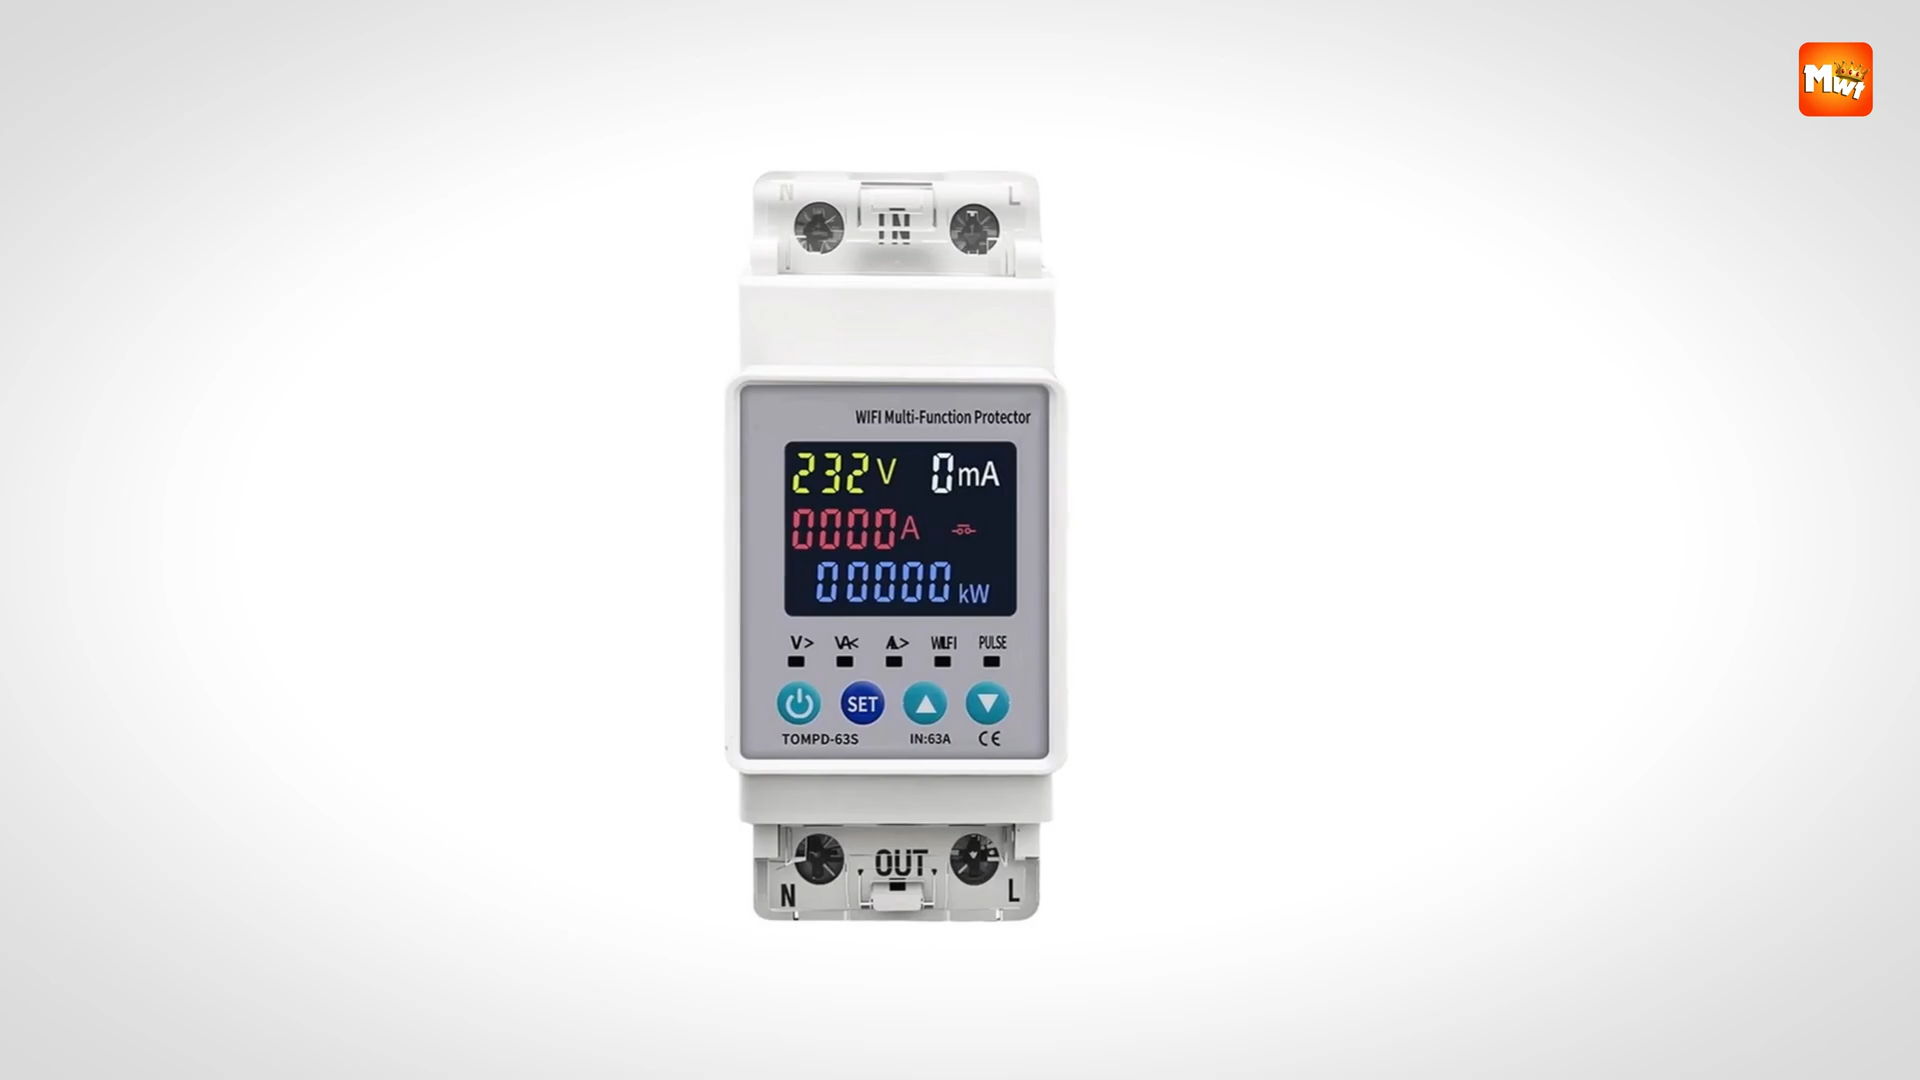 Mwt
N IN L
WIFI Multi-Function Protector
232 V 0 mA
0000 A
00000 kW
V> VA< A> WIFI PULSE
SET
TOMPD-63S IN:63A CE
OUT
N L